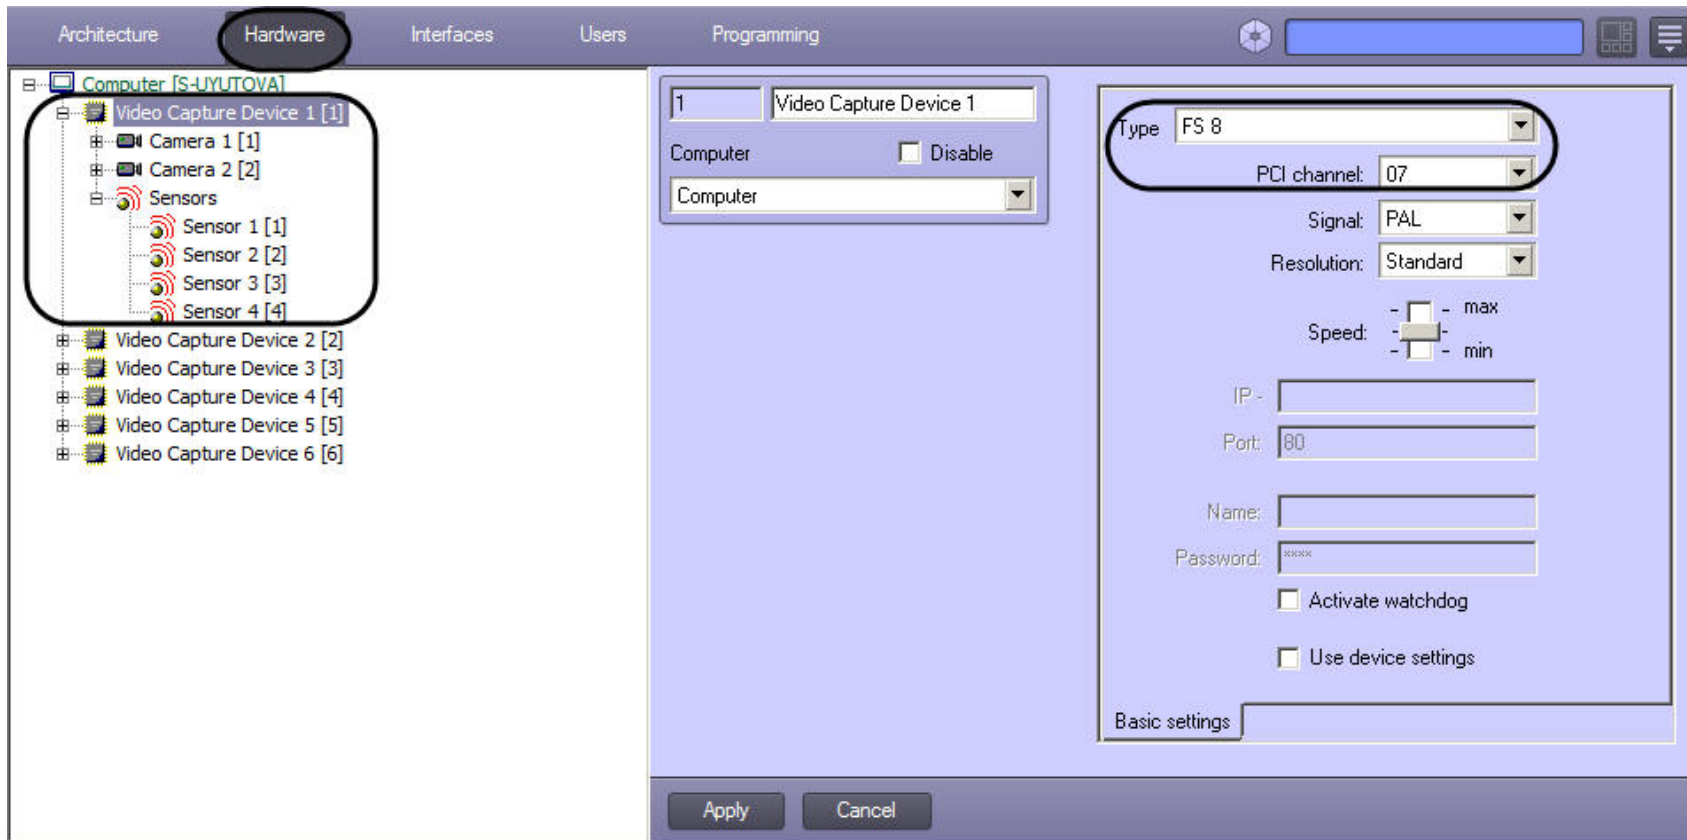 Architecture Hardware Interfaces Users Programming
Computer [S-UYUTOVA]
Video Capture Device 1 [1]
Camera 1 [1]
Camera 2 [2]
Sensors
Sensor 1 [1]
Sensor 2 [2]
Sensor 3 [3]
Sensor 4 [4]
Video Capture Device 2 [2]
Video Capture Device 3 [3]
Video Capture Device 4 [4]
Video Capture Device 5 [5]
Video Capture Device 6 [6]
1 Video Capture Device 1
Computer Disable
Computer
Type FS 8
PCI channel: 07
Signal: PAL
Resolution: Standard
- - max
Speed: - -
- - min
IP -
Port: 80
Name:
Password: ****
Activate watchdog
Use device settings
Basic settings
Apply Cancel